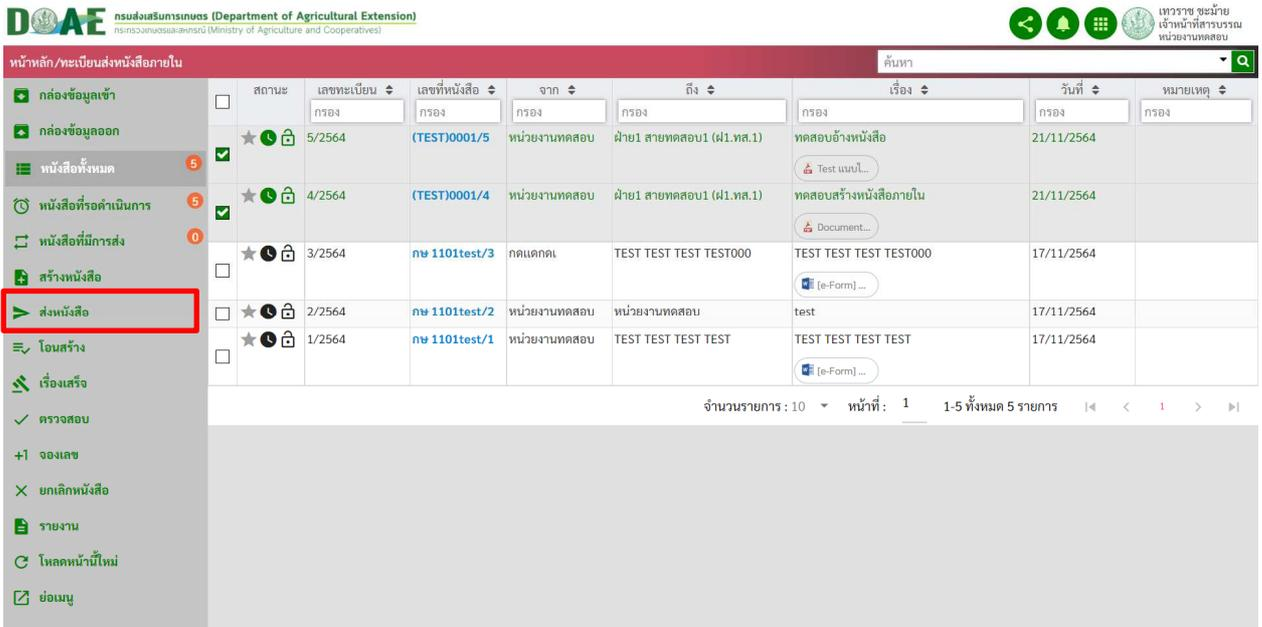 DOAE กรมส่งเสริมการเกษตร (Department of Agricultural Extension)
กระทรวงเกษตรและสหกรณ์ (Ministry of Agriculture and Cooperatives)
เทวราช ชะม้าย
เจ้าหน้าที่สารบรรณ
หน่วยงานทดสอบ
หน้าหลัก/ทะเบียนส่งหนังสือภายใน ค้นหา
กล่องข้อมูลเข้า
กล่องข้อมูลออก
หนังสือทั้งหมด 5
หนังสือที่รอดำเนินการ 5
หนังสือที่มีการส่ง 0
สร้างหนังสือ
ส่งหนังสือ
โอนสร้าง
เรื่องเสร็จ
ตรวจสอบ
+1 จองเลข
ยกเลิกหนังสือ
รายงาน
โหลดหน้านี้ใหม่
ย่อเมนู
สถานะ เลขทะเบียน เลขที่หนังสือ จาก ถึง เรื่อง วันที่ หมายเหตุ
กรอง กรอง กรอง กรอง กรอง กรอง กรอง
5/2564 (TEST)0001/5 หน่วยงานทดสอบ ฝ่าย1 สายทดสอบ1 (ฝ1.ทส.1) ทดสอบอ้างหนังสือ 21/11/2564
Test แนบไ...
4/2564 (TEST)0001/4 หน่วยงานทดสอบ ฝ่าย1 สายทดสอบ1 (ฝ1.ทส.1) ทดสอบสร้างหนังสือภายใน 21/11/2564
Document...
3/2564 กษ 1101test/3 กดแดกดเ TEST TEST TEST TEST000 TEST TEST TEST TEST000 17/11/2564
[e-Form] ...
2/2564 กษ 1101test/2 หน่วยงานทดสอบ หน่วยงานทดสอบ test 17/11/2564
1/2564 กษ 1101test/1 หน่วยงานทดสอบ TEST TEST TEST TEST TEST TEST TEST TEST 17/11/2564
[e-Form] ...
จำนวนรายการ : 10 หน้าที่ : 1 1-5 ทั้งหมด 5 รายการ 1